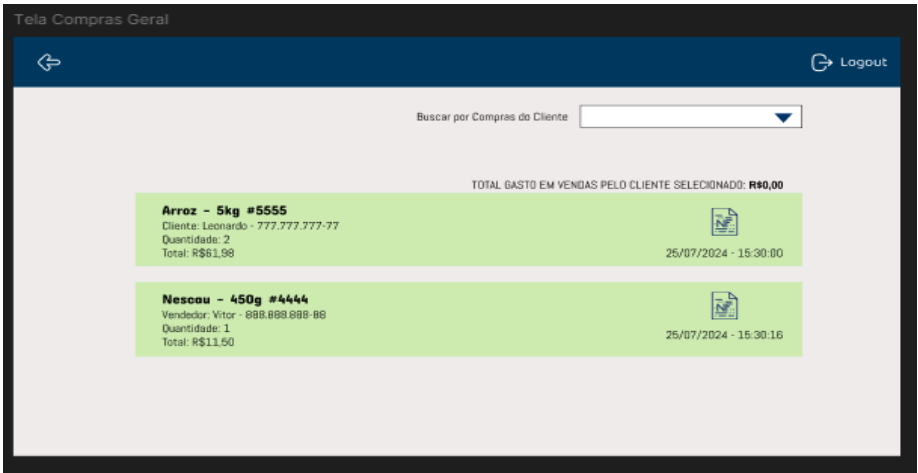 Tela Compras Geral
Logout
Buscar por Compras do Cliente
TOTAL GASTO EM VENDAS PELO CLIENTE SELECIONADO: R$0,00
Arroz - 5kg #5555
Cliente: Leonardo - 777.777.777-77
Quantidade: 2
Total: R$61,98
NF
25/07/2024 - 15:30:00
Nescau - 450g #4444
Vendedor: Vitor - 888.888.888-88
Quantidade: 1
Total: R$11,50
NF
25/07/2024 - 15:30:16